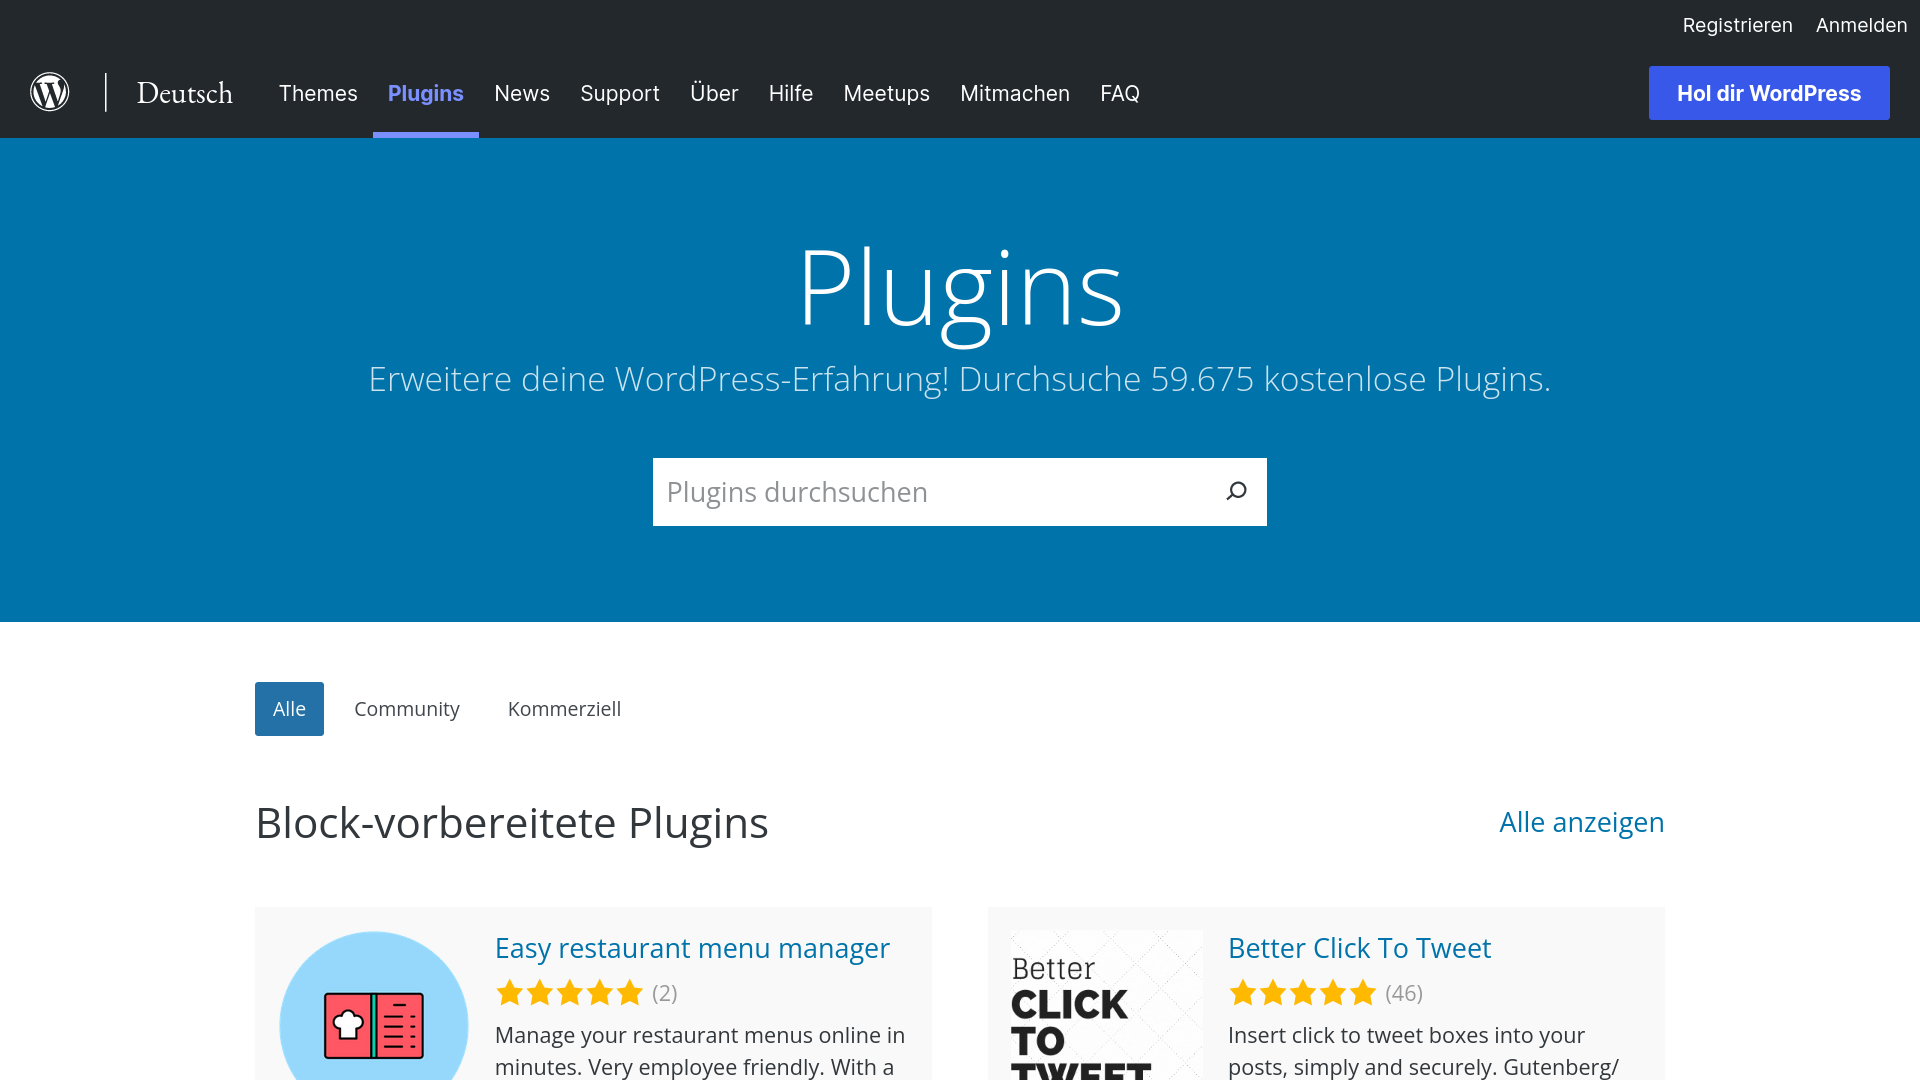 Registrieren Anmelden
Deutsch Themes Plugins News Support Über Hilfe Meetups Mitmachen FAQ Hol dir WordPress
Plugins
Erweitere deine WordPress-Erfahrung! Durchsuche 59.675 kostenlose Plugins.
Plugins durchsuchen
Alle Community Kommerziell
Block-vorbereitete Plugins Alle anzeigen
Easy restaurant menu manager
(2)
Manage your restaurant menus online in
minutes. Very employee friendly. With a
Better
CLICK
TO
TWEET
Better Click To Tweet
(46)
Insert click to tweet boxes into your
posts, simply and securely. Gutenberg/